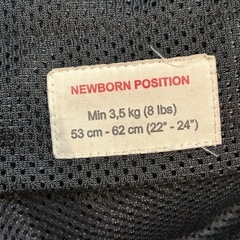 NEWBORN POSITION
Min 3,5 kg (8 lbs)
53 cm - 62 cm (22" - 24")